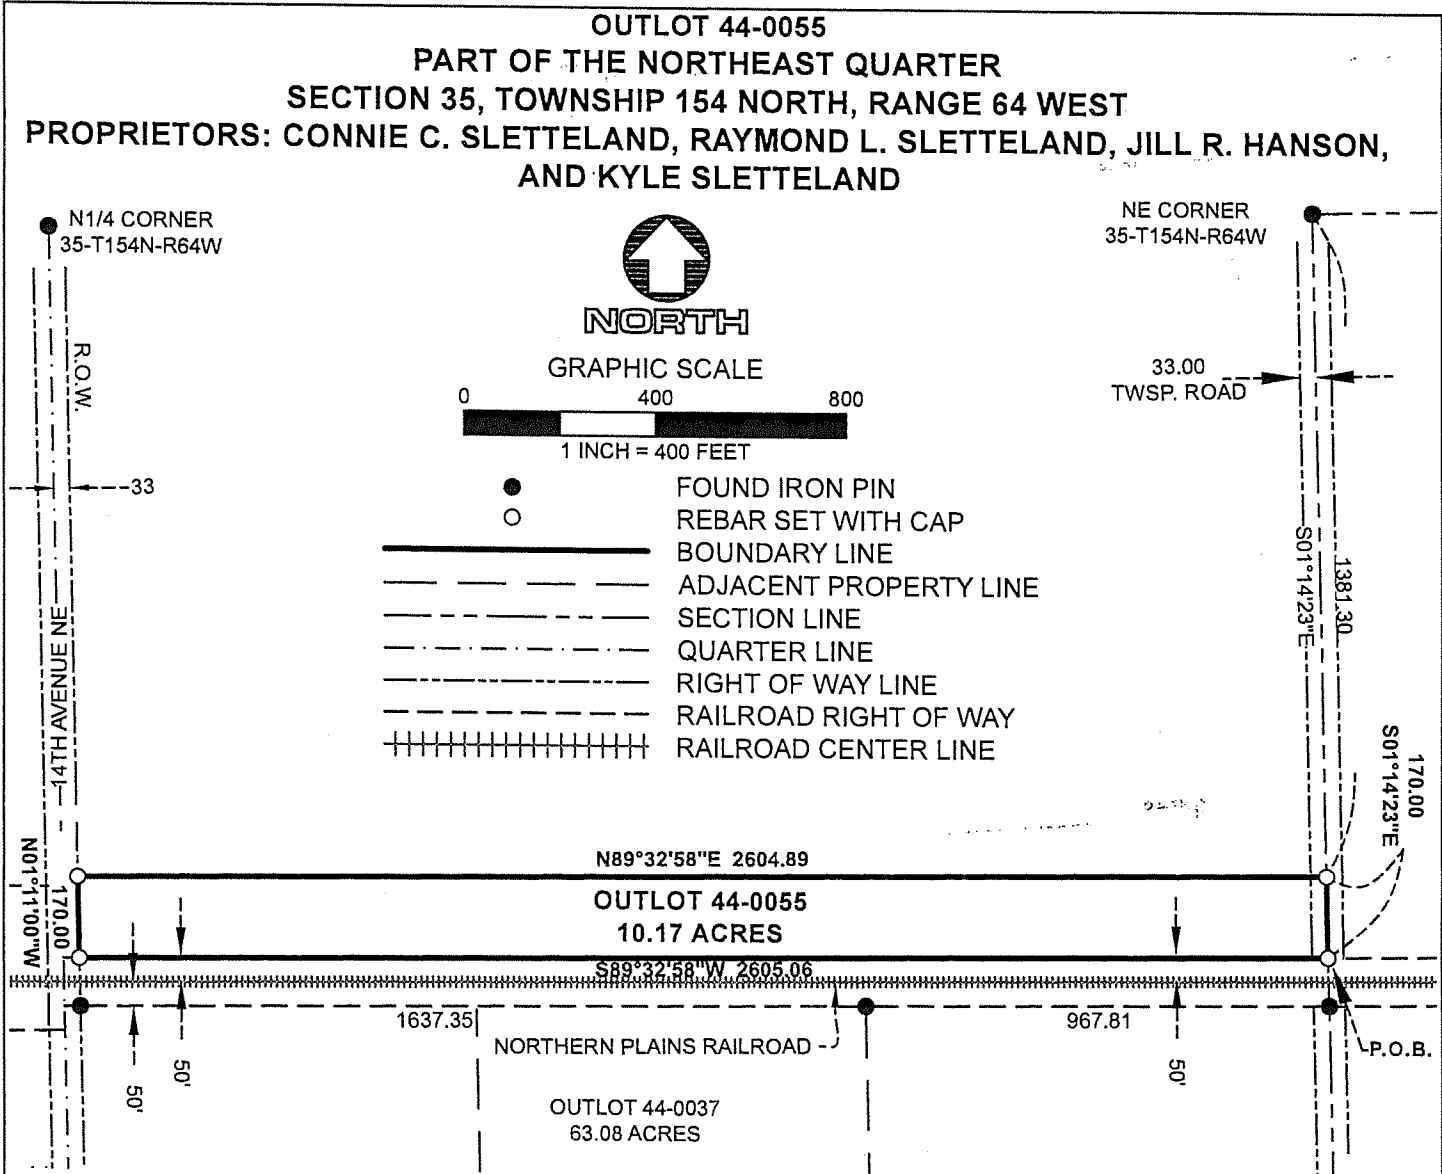 OUTLOT 44-0055
PART OF THE NORTHEAST QUARTER
SECTION 35, TOWNSHIP 154 NORTH, RANGE 64 WEST
PROPRIETORS: CONNIE C. SLETTELAND, RAYMOND L. SLETTELAND, JILL R. HANSON,
AND KYLE SLETTELAND
N1/4 CORNER
35-T154N-R64W
NE CORNER
35-T154N-R64W
NORTH
R.O.W.
GRAPHIC SCALE
0 400 800
1 INCH = 400 FEET
33.00
TWSP. ROAD
33
FOUND IRON PIN
REBAR SET WITH CAP
BOUNDARY LINE
ADJACENT PROPERTY LINE
SECTION LINE
QUARTER LINE
RIGHT OF WAY LINE
RAILROAD RIGHT OF WAY
RAILROAD CENTER LINE
S01°14'23"E
1381.30
14TH AVENUE NE
170.00
S01°14'23"E
N01°11'00"W
170.00
N89°32'58"E 2604.89
OUTLOT 44-0055
10.17 ACRES
S89°32'58"W 2605.06
1637.35
967.81
NORTHERN PLAINS RAILROAD
P.O.B.
50'
50'
50'
OUTLOT 44-0037
63.08 ACRES